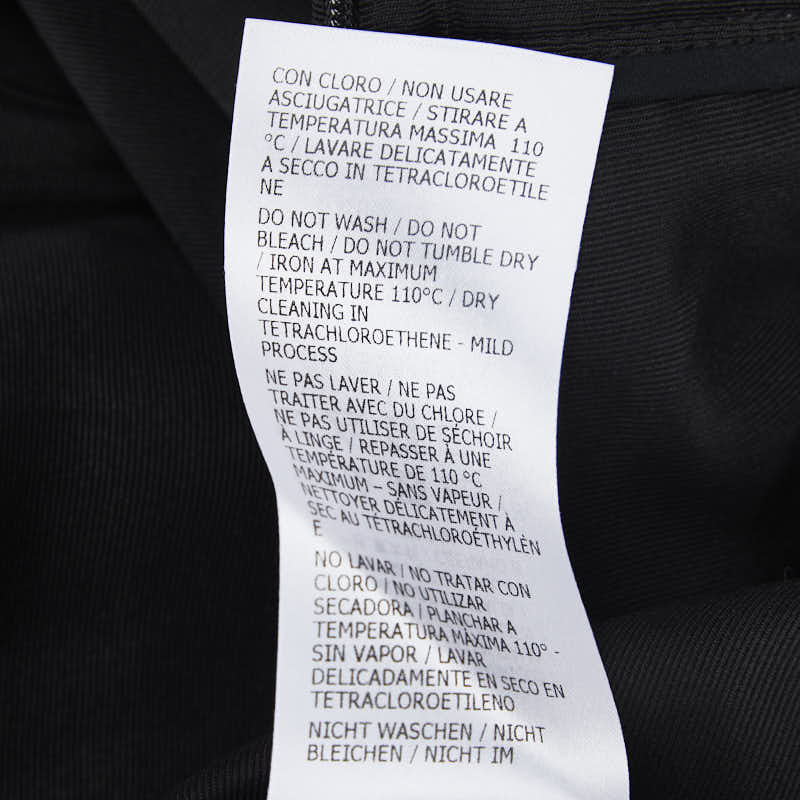 CON CLORO / NON USARE
ASCIUGATRICE / STIRARE A
TEMPERATURA MASSIMA 110
°C / LAVARE DELICATAMENTE
A SECCO IN TETRACLOROETILE
NE
DO NOT WASH / DO NOT
BLEACH / DO NOT TUMBLE DRY
/ IRON AT MAXIMUM
TEMPERATURE 110°C / DRY
CLEANING IN
TETRACHLOROETHENE - MILD
PROCESS
NE PAS LAVER / NE PAS
TRAITER AVEC DU CHLORE /
NE PAS UTILISER DE SÉCHOIR
À LINGE / REPASSER À UNE
TEMPÉRATURE DE 110 °C
MAXIMUM – SANS VAPEUR /
NETTOYER DÉLICATEMENT À
SEC AU TÉTRACHLOROÉTHYLÈN
E
NO LAVAR / NO TRATAR CON
CLORO / NO UTILIZAR
SECADORA / PLANCHAR A
TEMPERATURA MÁXIMA 110° -
SIN VAPOR / LAVAR
DELICADAMENTE EN SECO EN
TETRACLOROETILENO
NICHT WASCHEN / NICHT
BLEICHEN / NICHT IM